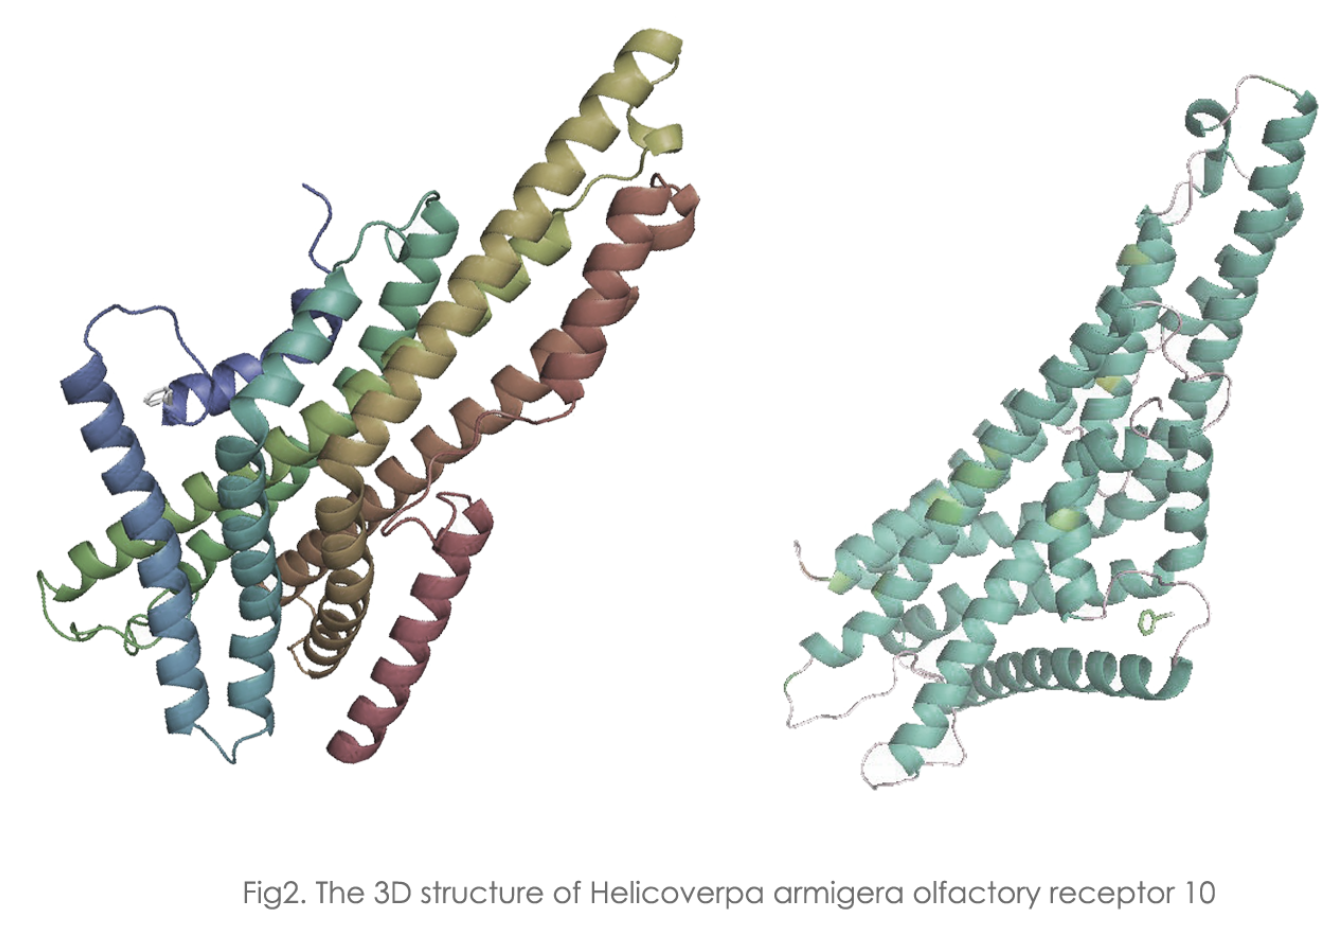 Fig2. The 3D structure of Helicoverpa armigera olfactory receptor 10